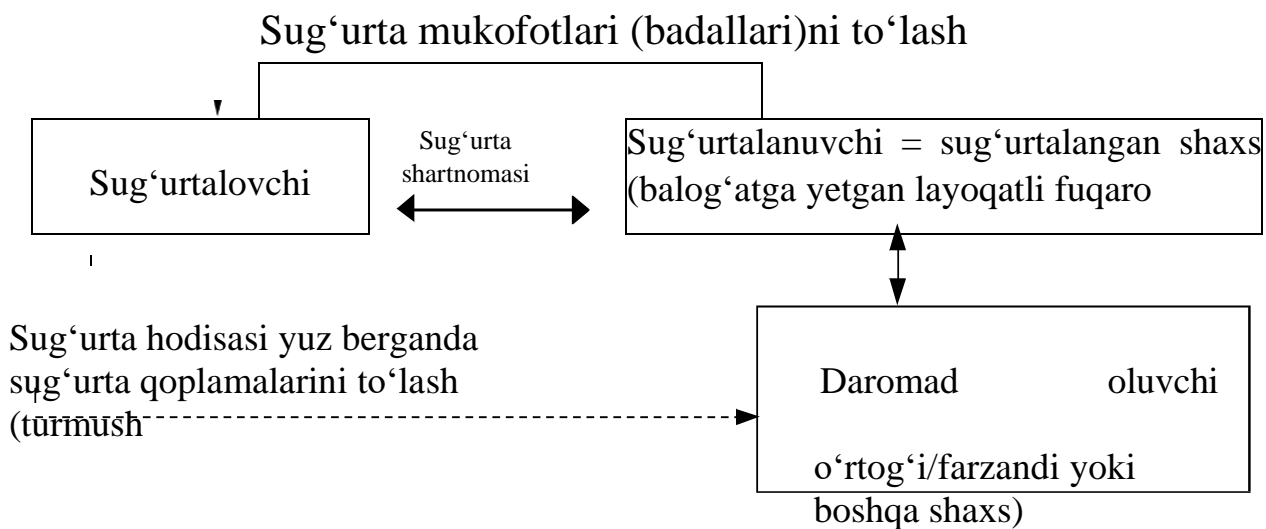 Sug‘urta mukofotlari (badallari)ni to‘lash
Sug‘urtalovchi
Sug‘urta
shartnomasi
Sug‘urtalanuvchi = sug‘urtalangan shaxs
(balog‘atga yetgan layoqatli fuqaro
Sug‘urta hodisasi yuz berganda
sug‘urta qoplamalarini to‘lash
(turmush
Daromad oluvchi
o‘rtog‘i/farzandi yoki
boshqa shaxs)